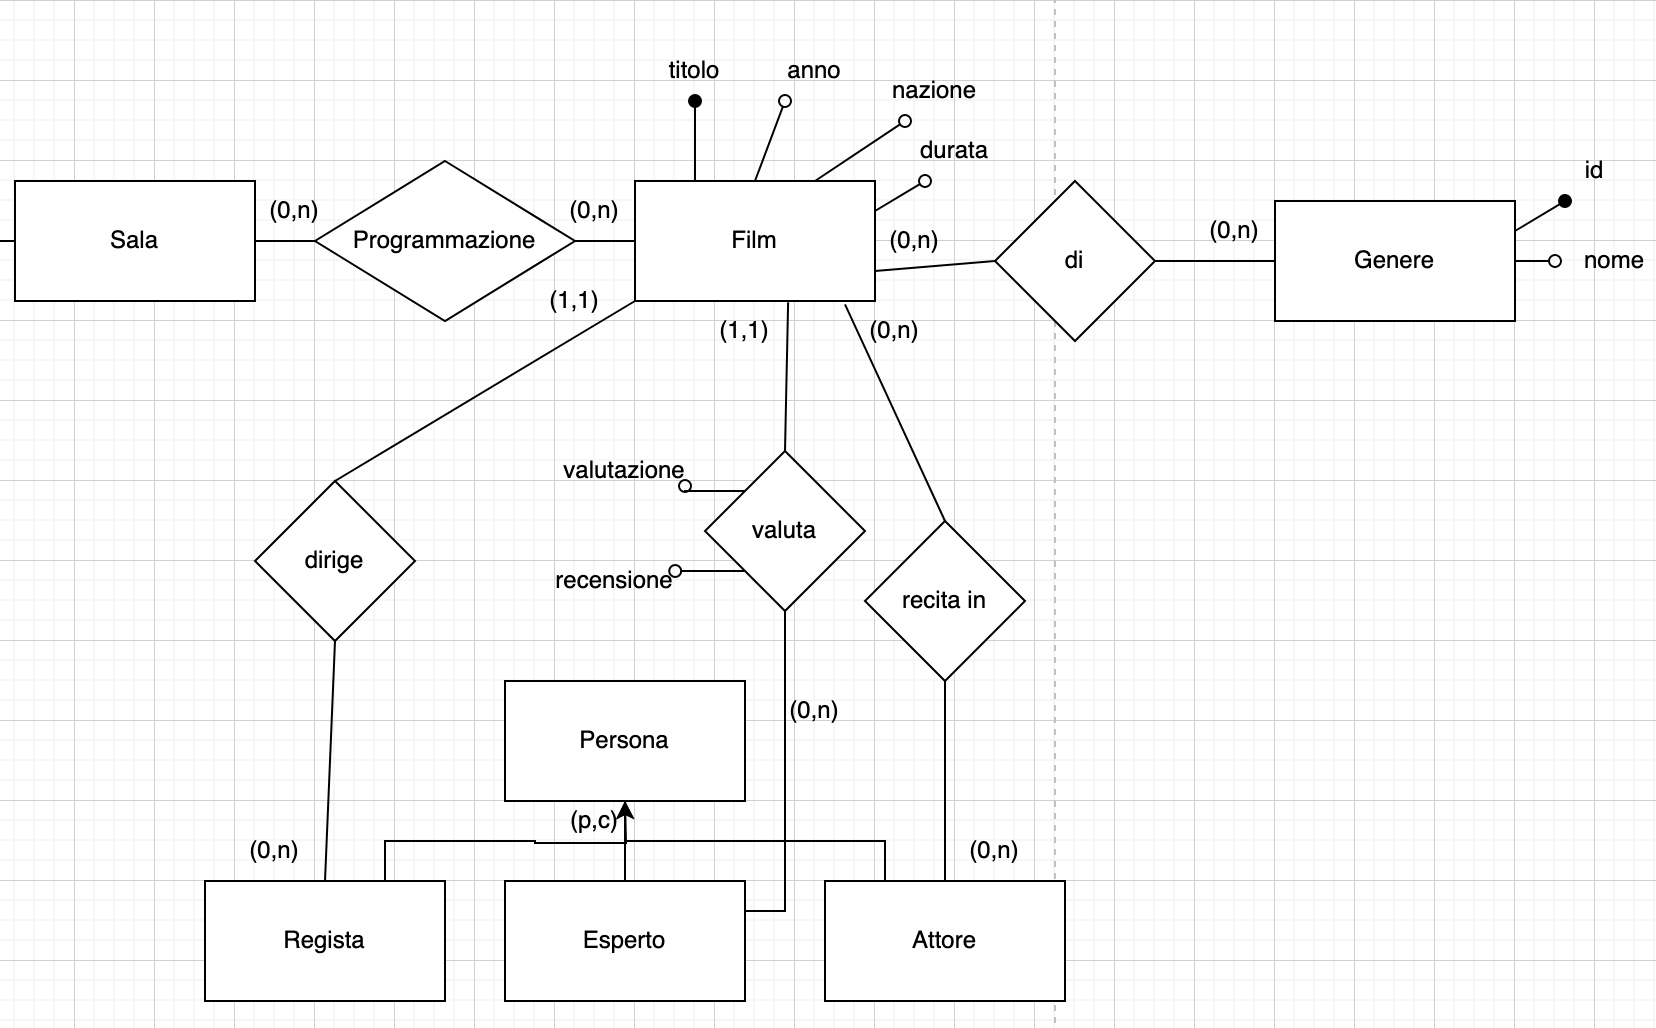 titolo
anno
nazione
durata
id
Sala
(0,n)
Programmazione
(0,n)
Film
(0,n)
di
(0,n)
Genere
nome
(1,1)
(1,1)
(0,n)
valutazione
valuta
recensione
dirige
recita in
Persona
(0,n)
(p,c)
(0,n)
(0,n)
Regista
Esperto
Attore